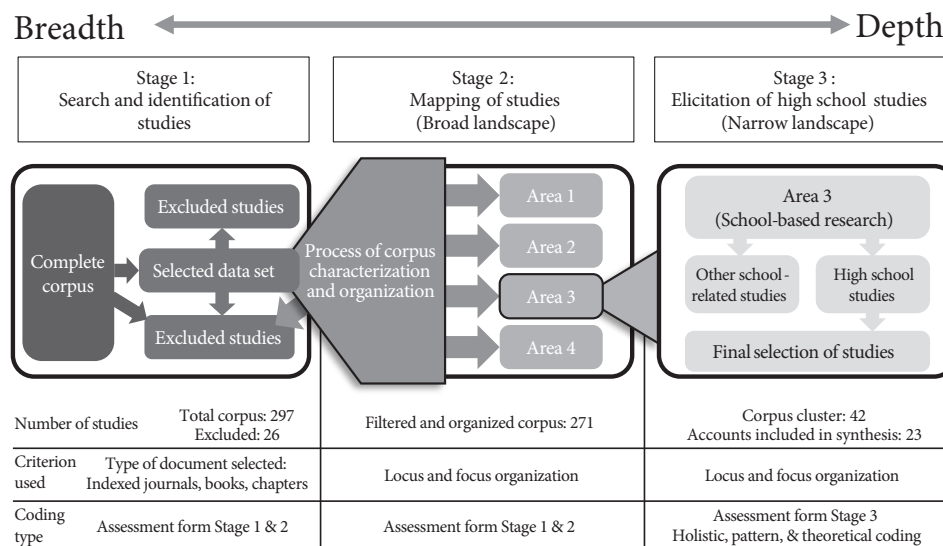 Breadth
Depth
Stage 1:
Search and identification of
studies
Stage 2:
Mapping of studies
(Broad landscape)
Stage 3 :
Elicitation of high school studies
(Narrow landscape)
Complete
corpus
Excluded studies
Selected data set
Excluded studies
Process of corpus
characterization
and organization
Area 1
Area 2
Area 3
Area 4
Area 3
(School-based research)
Other school-
related studies
High school
studies
Final selection of studies
Number of studies
Total corpus: 297
Excluded: 26
Filtered and organized corpus: 271
Corpus cluster: 42
Accounts included in synthesis: 23
Criterion
used
Type of document selected:
Indexed journals, books, chapters
Locus and focus organization
Locus and focus organization
Coding
type
Assessment form Stage 1 & 2
Assessment form Stage 1 & 2
Assessment form Stage 3
Holistic, pattern, & theoretical coding